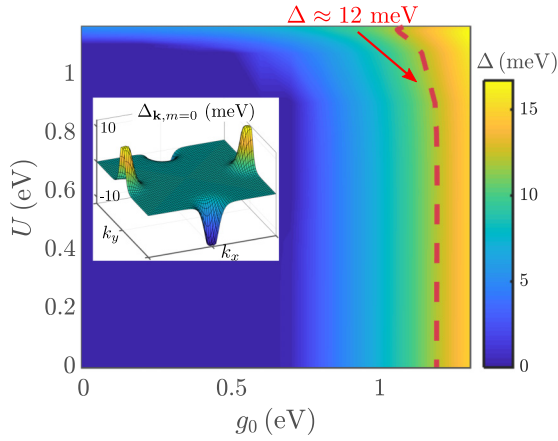 Δ ≈ 12 meV
Δ (meV)
15
10
5
0
1
0.8
0.6
0.4
0.2
0
U (eV)
Δk,m=0 (meV)
10
-10
ky
kx
0
0.5
1
g0 (eV)